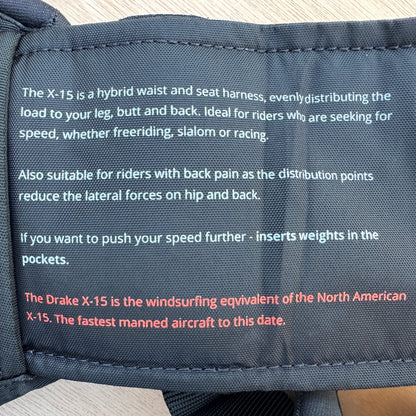 The X-15 is a hybrid waist and seat harness, evenly distributing the
load to your leg, butt and back. Ideal for riders who are seeking for
speed, whether freeriding, slalom or racing.
Also suitable for riders with back pain as the distribution points
reduce the lateral forces on hip and back.
If you want to push your speed further - inserts weights in the
pockets.
The Drake X-15 is the windsurfing eqvivalent of the North American
X-15. The fastest manned aircraft to this date.